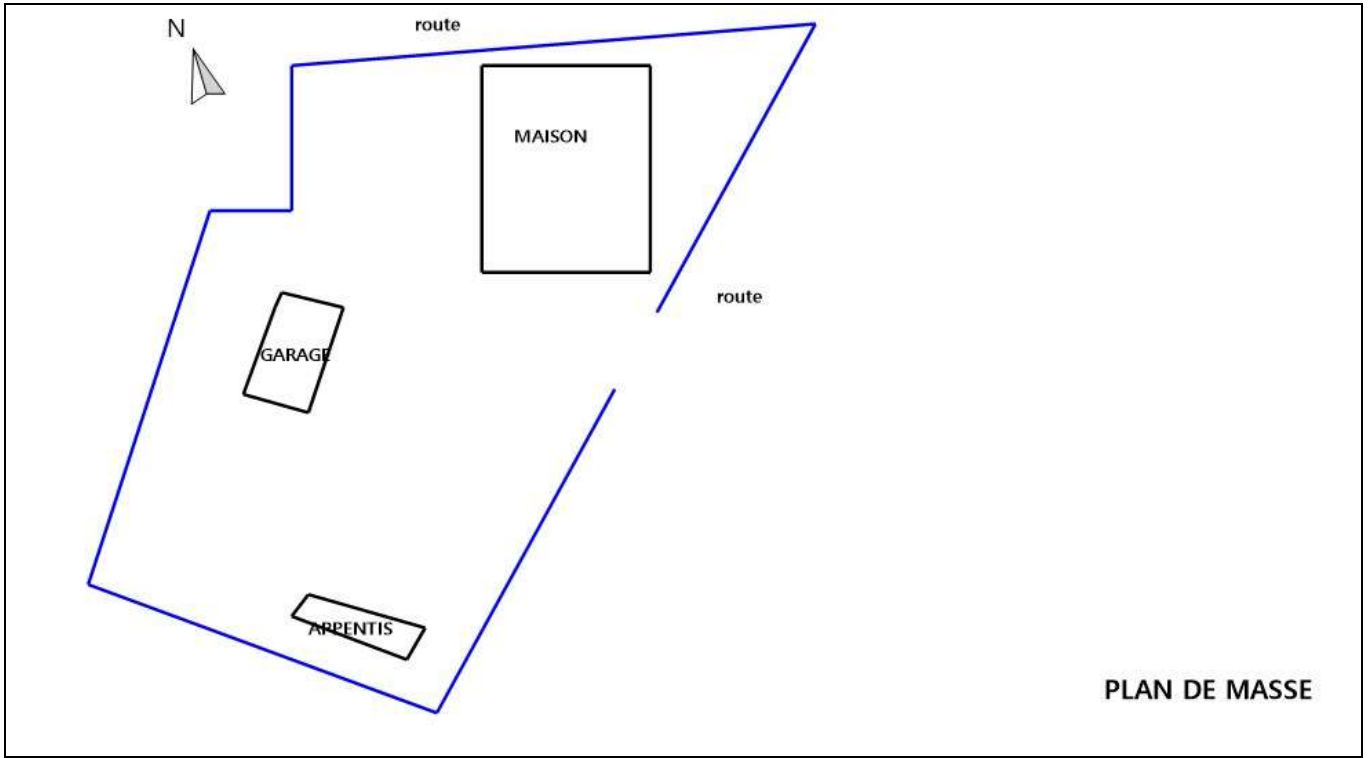 N
route
MAISON
route
GARAGE
APPENTIS
PLAN DE MASSE